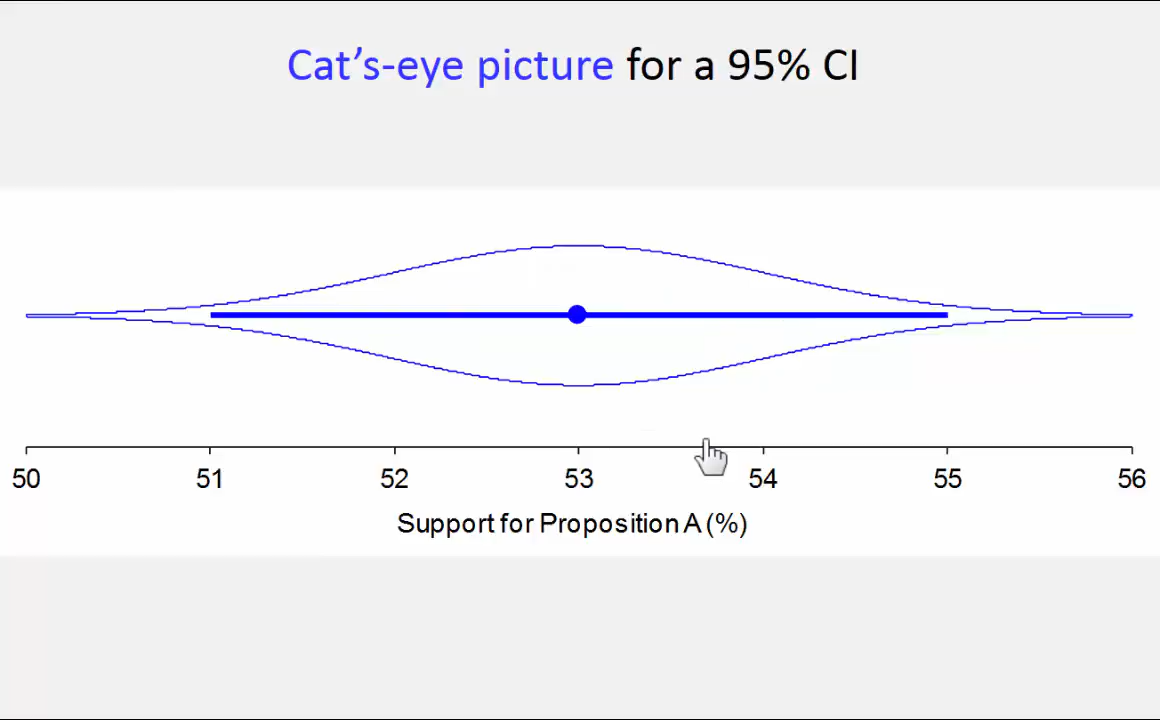 Cat’s-eye picture for a 95% CI
50 51 52 53 54 55 56
Support for Proposition A (%)